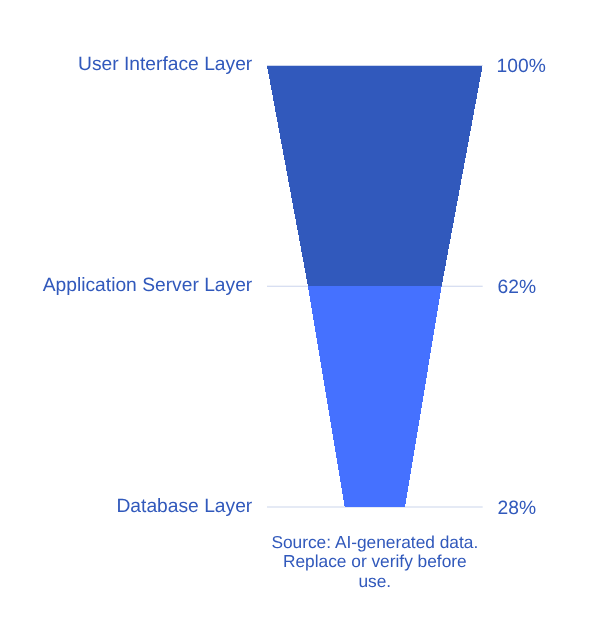 User Interface Layer
100%
Application Server Layer
62%
Database Layer
28%
Source: AI-generated data.
Replace or verify before
use.